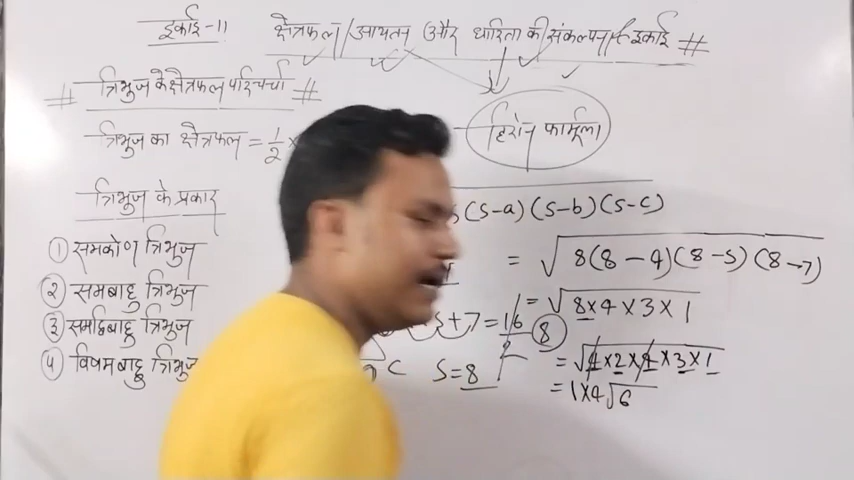 इकाई-11 क्षेत्रफल/आयतन और धारिता की संकल्पना/इकाई #
# त्रिभुज के क्षेत्रफल परिचर्चा #
त्रिभुज का क्षेत्रफल = 1/2 ×
हिरोन फार्मूला
त्रिभुज के प्रकार
(s-a) (s-b) (s-c)
① समकोण त्रिभुज
② समबाहु त्रिभुज
③ समद्विबाहु त्रिभुज
④ विषमबाहु त्रिभुज
= √8(8-4)(8-5)(8-7)
= √8×4×3×1
+7 = 16/2 8
= √4×2×4×3×1
C S=8
= 1×4√6